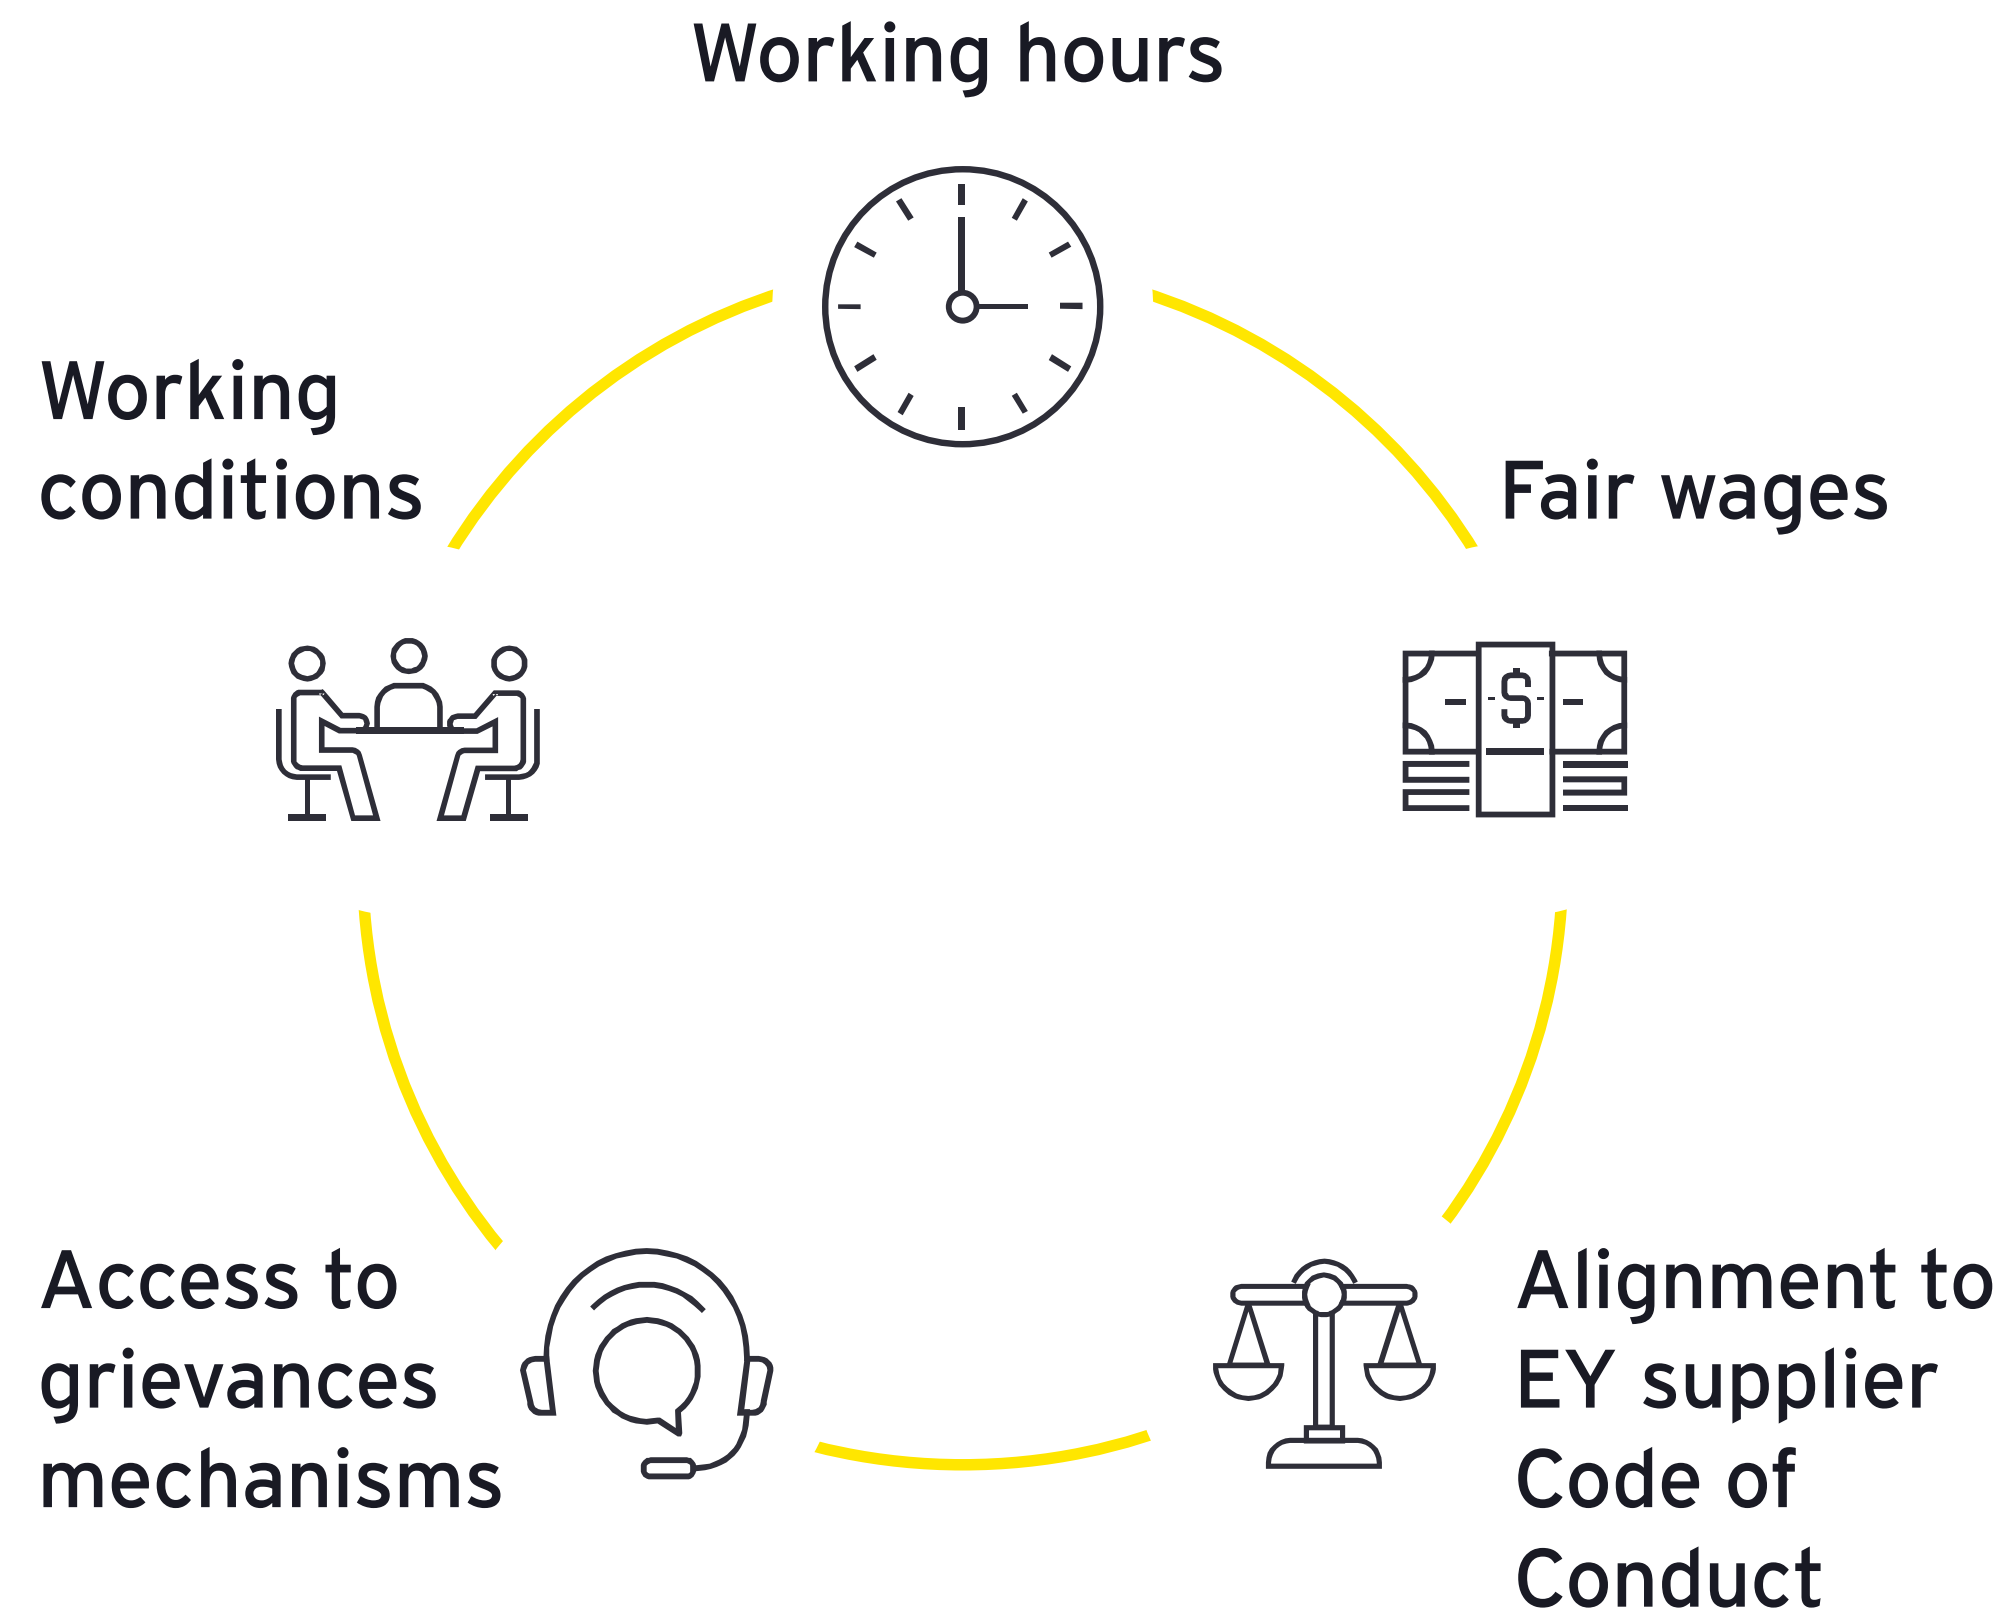 Working hours
Working
conditions
Fair wages
$
Access to
grievances
mechanisms
Alignment to
EY supplier
Code of
Conduct